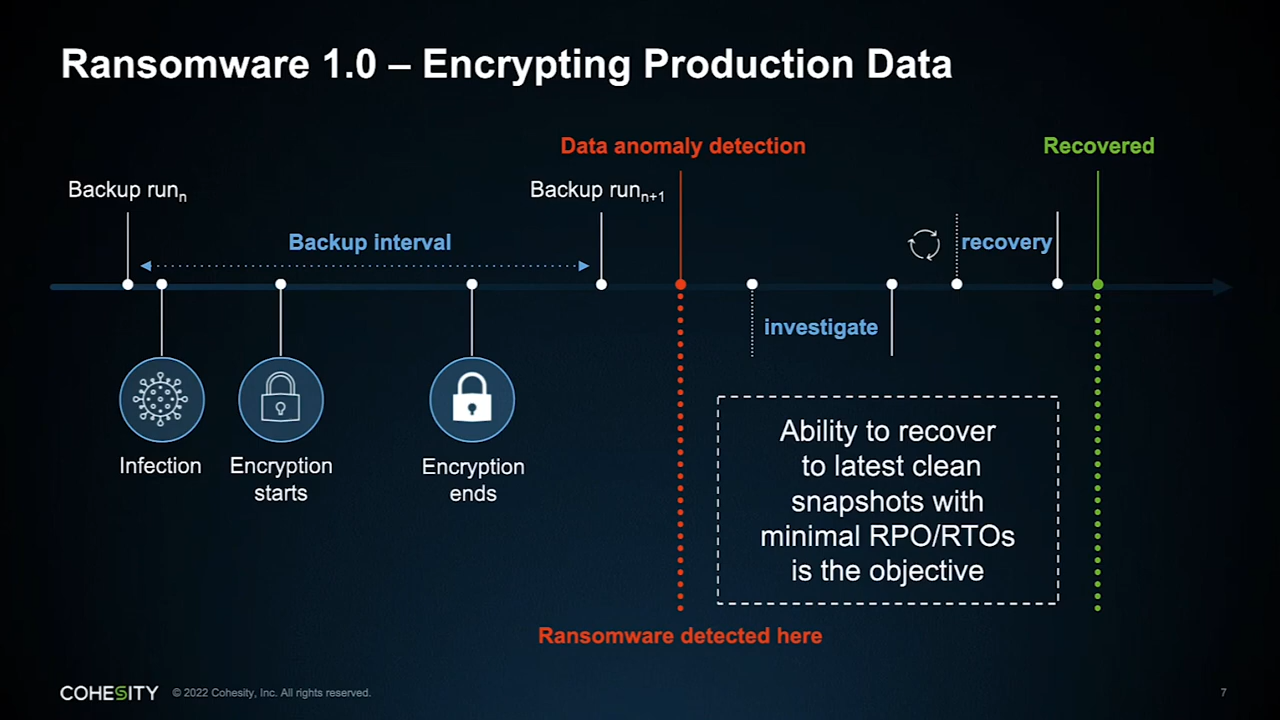 Ransomware 1.0 – Encrypting Production Data
Data anomaly detection
Recovered
Backup runn
Backup runn+1
Backup interval
recovery
investigate
Infection
Encryption
starts
Encryption
ends
Ability to recover
to latest clean
snapshots with
minimal RPO/RTOs
is the objective
Ransomware detected here
COHESITY © 2022 Cohesity, Inc. All rights reserved.
7